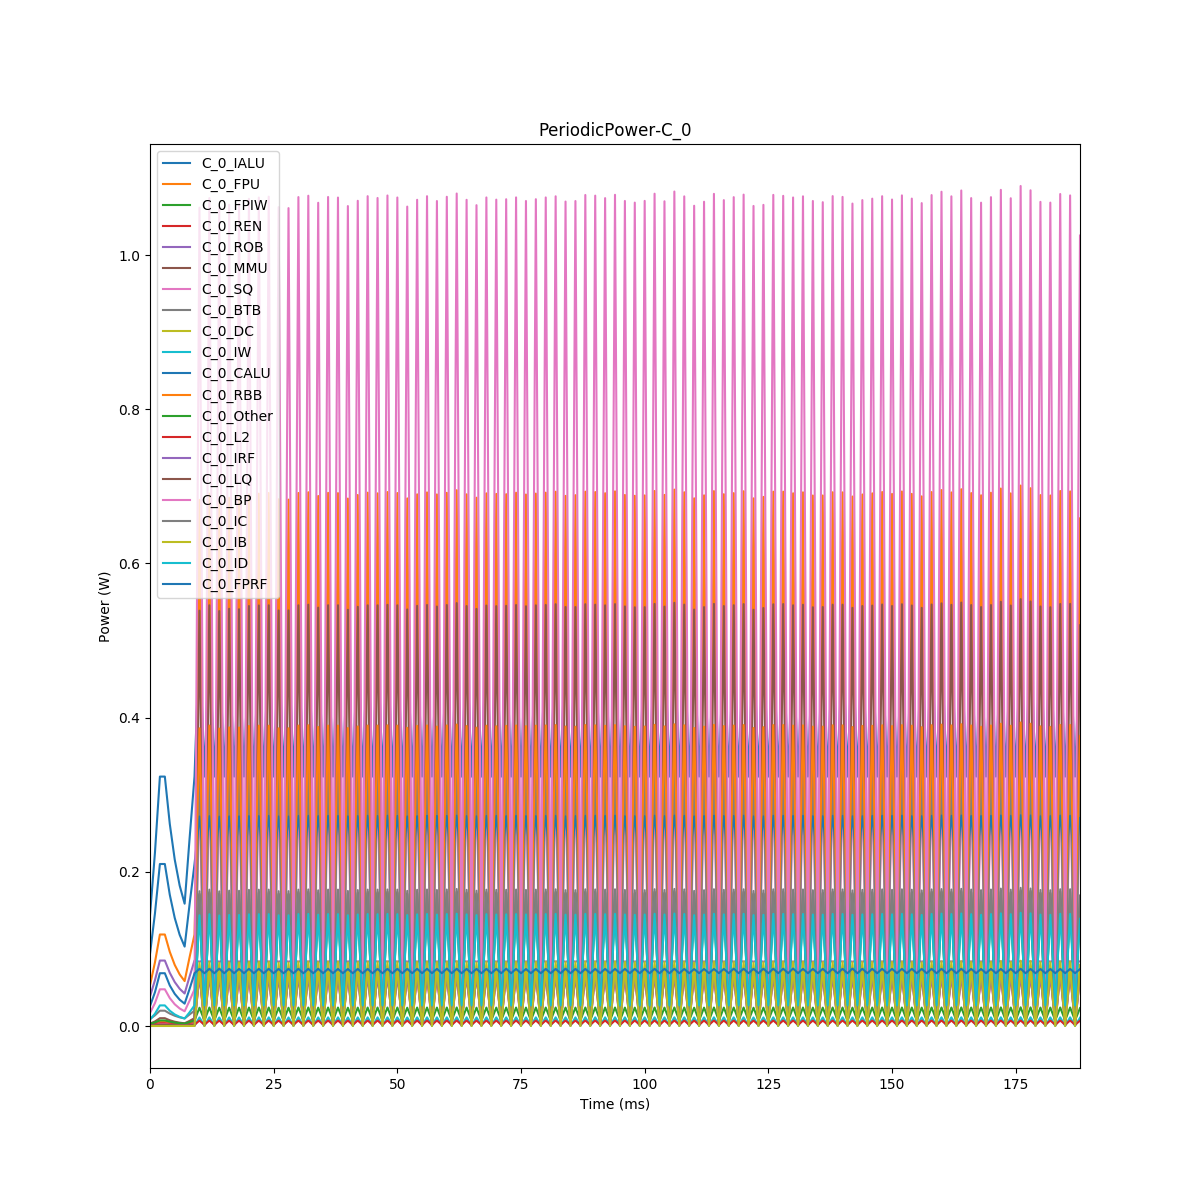 PeriodicPower-C_0
C_0_IALU
C_0_FPU
C_0_FPIW
C_0_REN
C_0_ROB
C_0_MMU
C_0_SQ
C_0_BTB
C_0_DC
C_0_IW
C_0_CALU
C_0_RBB
C_0_Other
C_0_L2
C_0_IRF
C_0_LQ
C_0_BP
C_0_IC
C_0_IB
C_0_ID
C_0_FPRF
1.0
0.8
0.6
0.4
0.2
0.0
Power (W)
0 25 50 75 100 125 150 175
Time (ms)